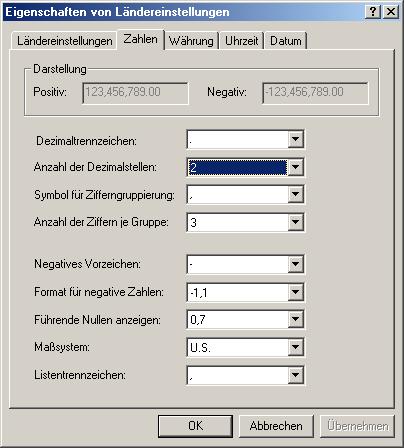 Eigenschaften von Ländereinstellungen
Ländereinstellungen Zahlen Währung Uhrzeit Datum
Darstellung
Positiv: 123,456,789.00 Negativ: -123,456,789.00
Dezimaltrennzeichen: .
Anzahl der Dezimalstellen: 2
Symbol für Zifferngruppierung: ,
Anzahl der Ziffern je Gruppe: 3
Negatives Vorzeichen: -
Format für negative Zahlen: -1,1
Führende Nullen anzeigen: 0,7
Maßsystem: U.S.
Listentrennzeichen: ,
OK Abbrechen Übernehmen